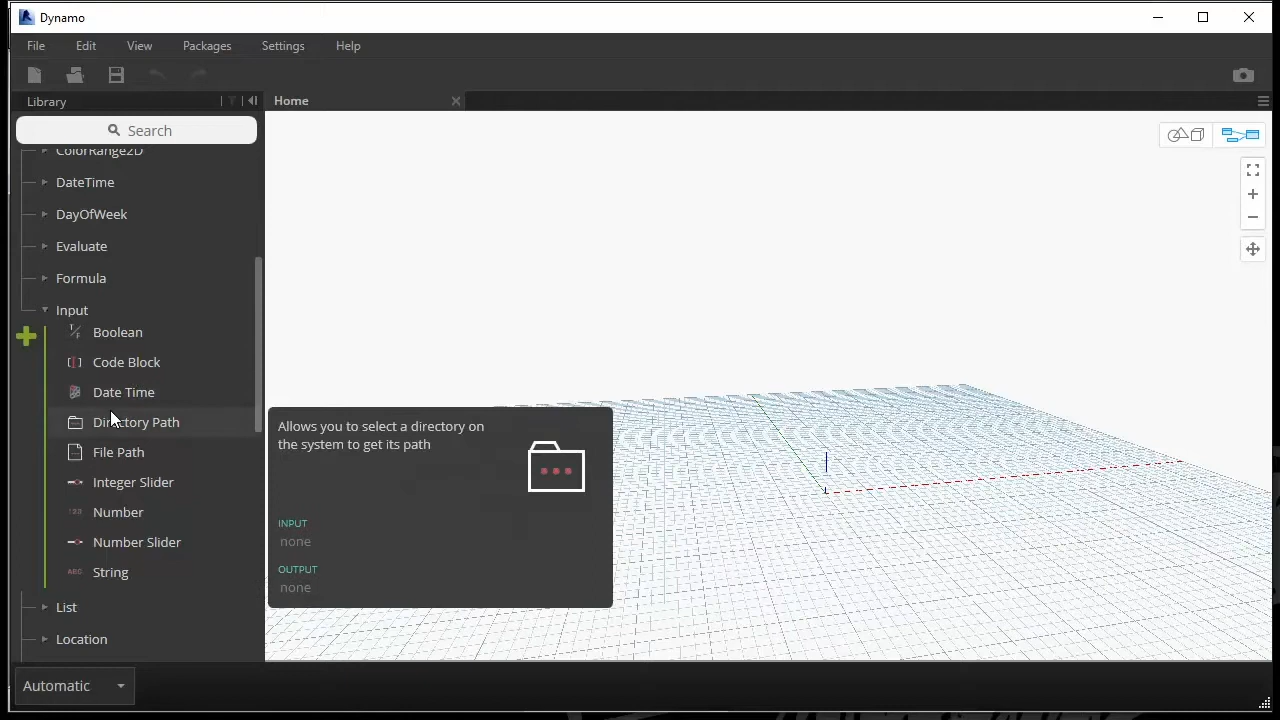 Dynamo
File Edit View Packages Settings Help
Library
Home
Search
ColorRange2D
DateTime
DayOfWeek
Evaluate
Formula
Input
Boolean
Code Block
Date Time
Directory Path
File Path
Integer Slider
123 Number
Number Slider
ABC String
List
Location
Allows you to select a directory on
the system to get its path
INPUT
none
OUTPUT
none
Automatic